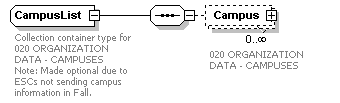 CampusList
Campus
0..∞
Collection container type for
020 ORGANIZATION
DATA - CAMPUSES
Note: Made optional due to
ESCs not sending campus
information in Fall.
020 ORGANIZATION
DATA - CAMPUSES